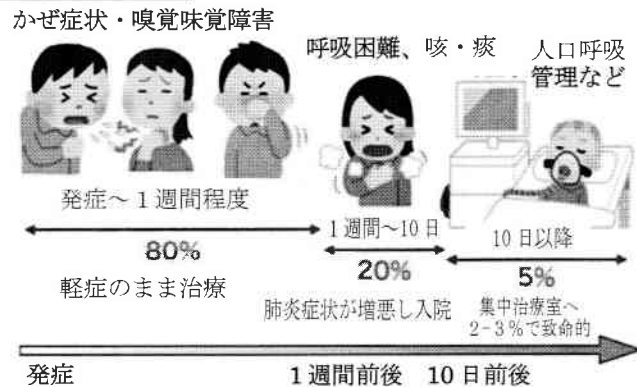 かぜ症状・嗅覚味覚障害
呼吸困難、咳・痰
人口呼吸
管理など
発症～1週間程度
1週間～10日
10日以降
80%
20%
5%
軽症のまま治療
肺炎症状が増悪し入院
集中治療室へ
2-3%で致命的
発症
1週間前後
10日前後